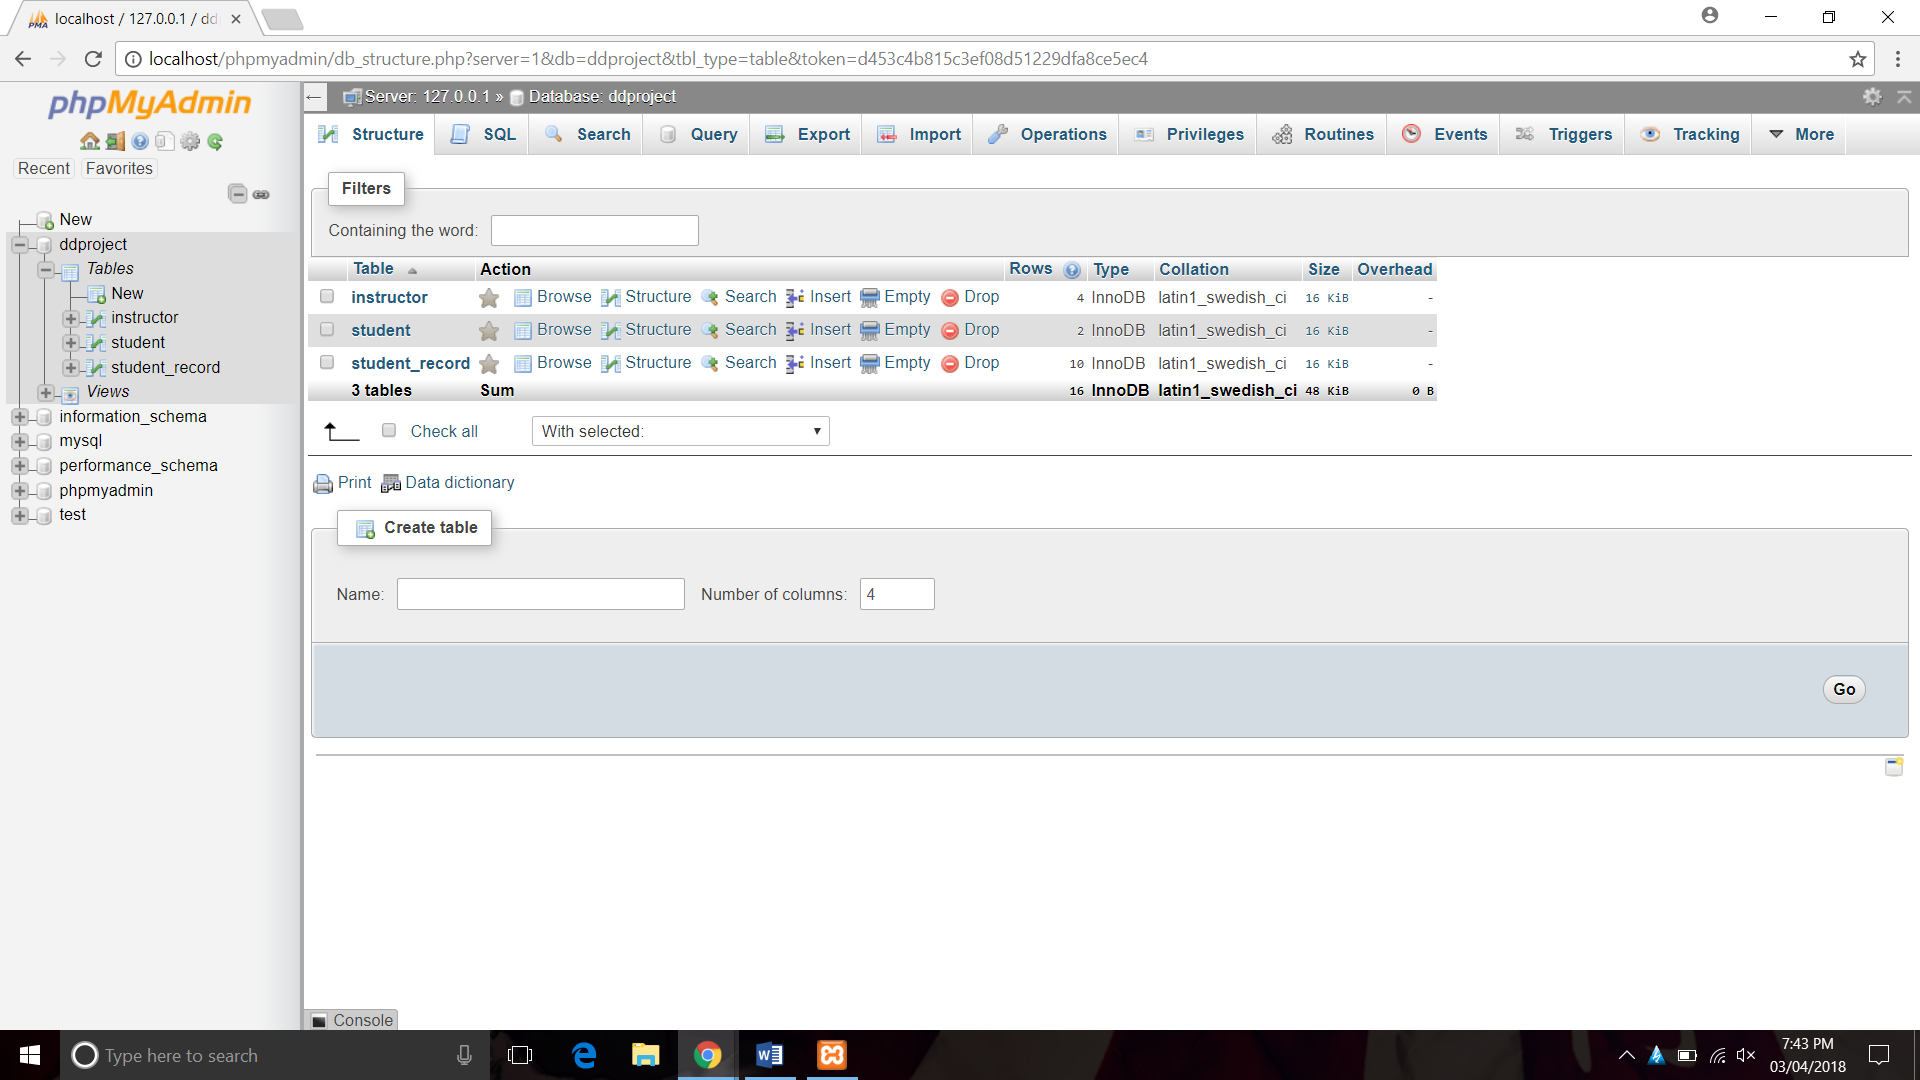 localhost / 127.0.0.1 / dd
localhost/phpmyadmin/db_structure.php?server=1&db=ddproject&tbl_type=table&token=d453c4b815c3ef08d51229dfa8ce5ec4
phpMyAdmin
Recent Favorites
New
ddproject
Tables
New
instructor
student
student_record
Views
information_schema
mysql
performance_schema
phpmyadmin
test
Server: 127.0.0.1 » Database: ddproject
Structure SQL Search Query Export Import Operations Privileges Routines Events Triggers Tracking More
Filters
Containing the word:
Table Action Rows Type Collation Size Overhead
instructor Browse Structure Search Insert Empty Drop 4 InnoDB latin1_swedish_ci 16 KiB -
student Browse Structure Search Insert Empty Drop 2 InnoDB latin1_swedish_ci 16 KiB -
student_record Browse Structure Search Insert Empty Drop 10 InnoDB latin1_swedish_ci 16 KiB -
3 tables Sum 16 InnoDB latin1_swedish_ci 48 KiB 0 B
Check all With selected:
Print Data dictionary
Create table
Name: Number of columns: 4
Go
Console
Type here to search
7:43 PM
03/04/2018